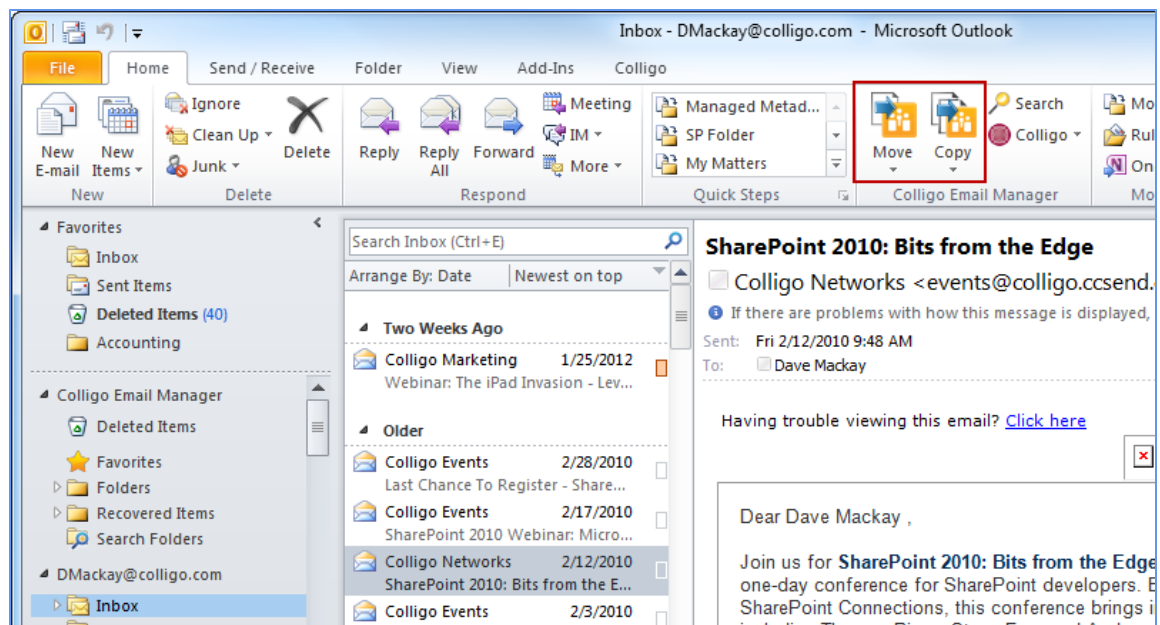 Inbox - DMackay@colligo.com - Microsoft Outlook
File Home Send / Receive Folder View Add-Ins Colligo
New E-mail
New Items
New
Ignore
Clean Up
Junk
Delete
Delete
Reply
Reply All
Forward
Meeting
IM
More
Respond
Managed Metad...
SP Folder
My Matters
Quick Steps
Move
Copy
Search
Colligo
Colligo Email Manager
Mo
Rul
On
Mo
Favorites
Inbox
Sent Items
Deleted Items (40)
Accounting
Colligo Email Manager
Deleted Items
Favorites
Folders
Recovered Items
Search Folders
DMackay@colligo.com
Inbox
Search Inbox (Ctrl+E)
Arrange By: Date Newest on top
Two Weeks Ago
Colligo Marketing 1/25/2012
Webinar: The iPad Invasion - Lev...
Older
Colligo Events 2/28/2010
Last Chance To Register - Share...
Colligo Events 2/17/2010
SharePoint 2010 Webinar: Micro...
Colligo Networks 2/12/2010
SharePoint 2010: Bits from the E...
Colligo Events 2/3/2010
SharePoint 2010: Bits from the Edge
Colligo Networks <events@colligo.ccsend.
If there are problems with how this message is displayed,
Sent: Fri 2/12/2010 9:48 AM
To: Dave Mackay
Having trouble viewing this email? Click here
Dear Dave Mackay ,
Join us for SharePoint 2010: Bits from the Edge
one-day conference for SharePoint developers. E
SharePoint Connections, this conference brings i